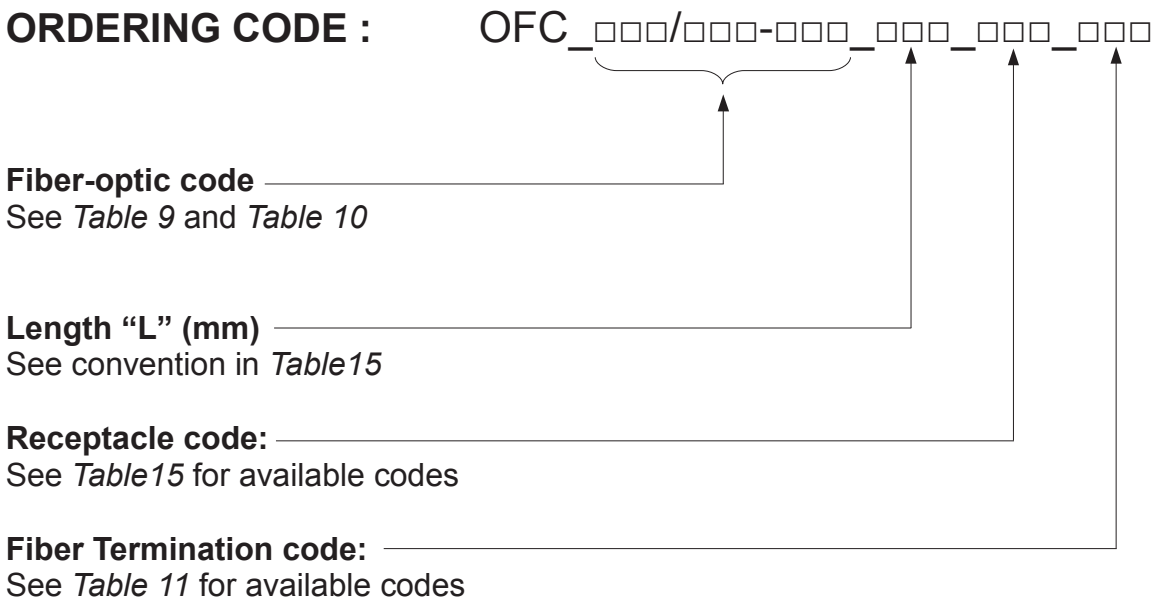 ORDERING CODE : OFC_□□□/□□□-□□□_□□□_□□□_□□□
Fiber-optic code
See Table 9 and Table 10
Length “L” (mm)
See convention in Table15
Receptacle code:
See Table15 for available codes
Fiber Termination code:
See Table 11 for available codes